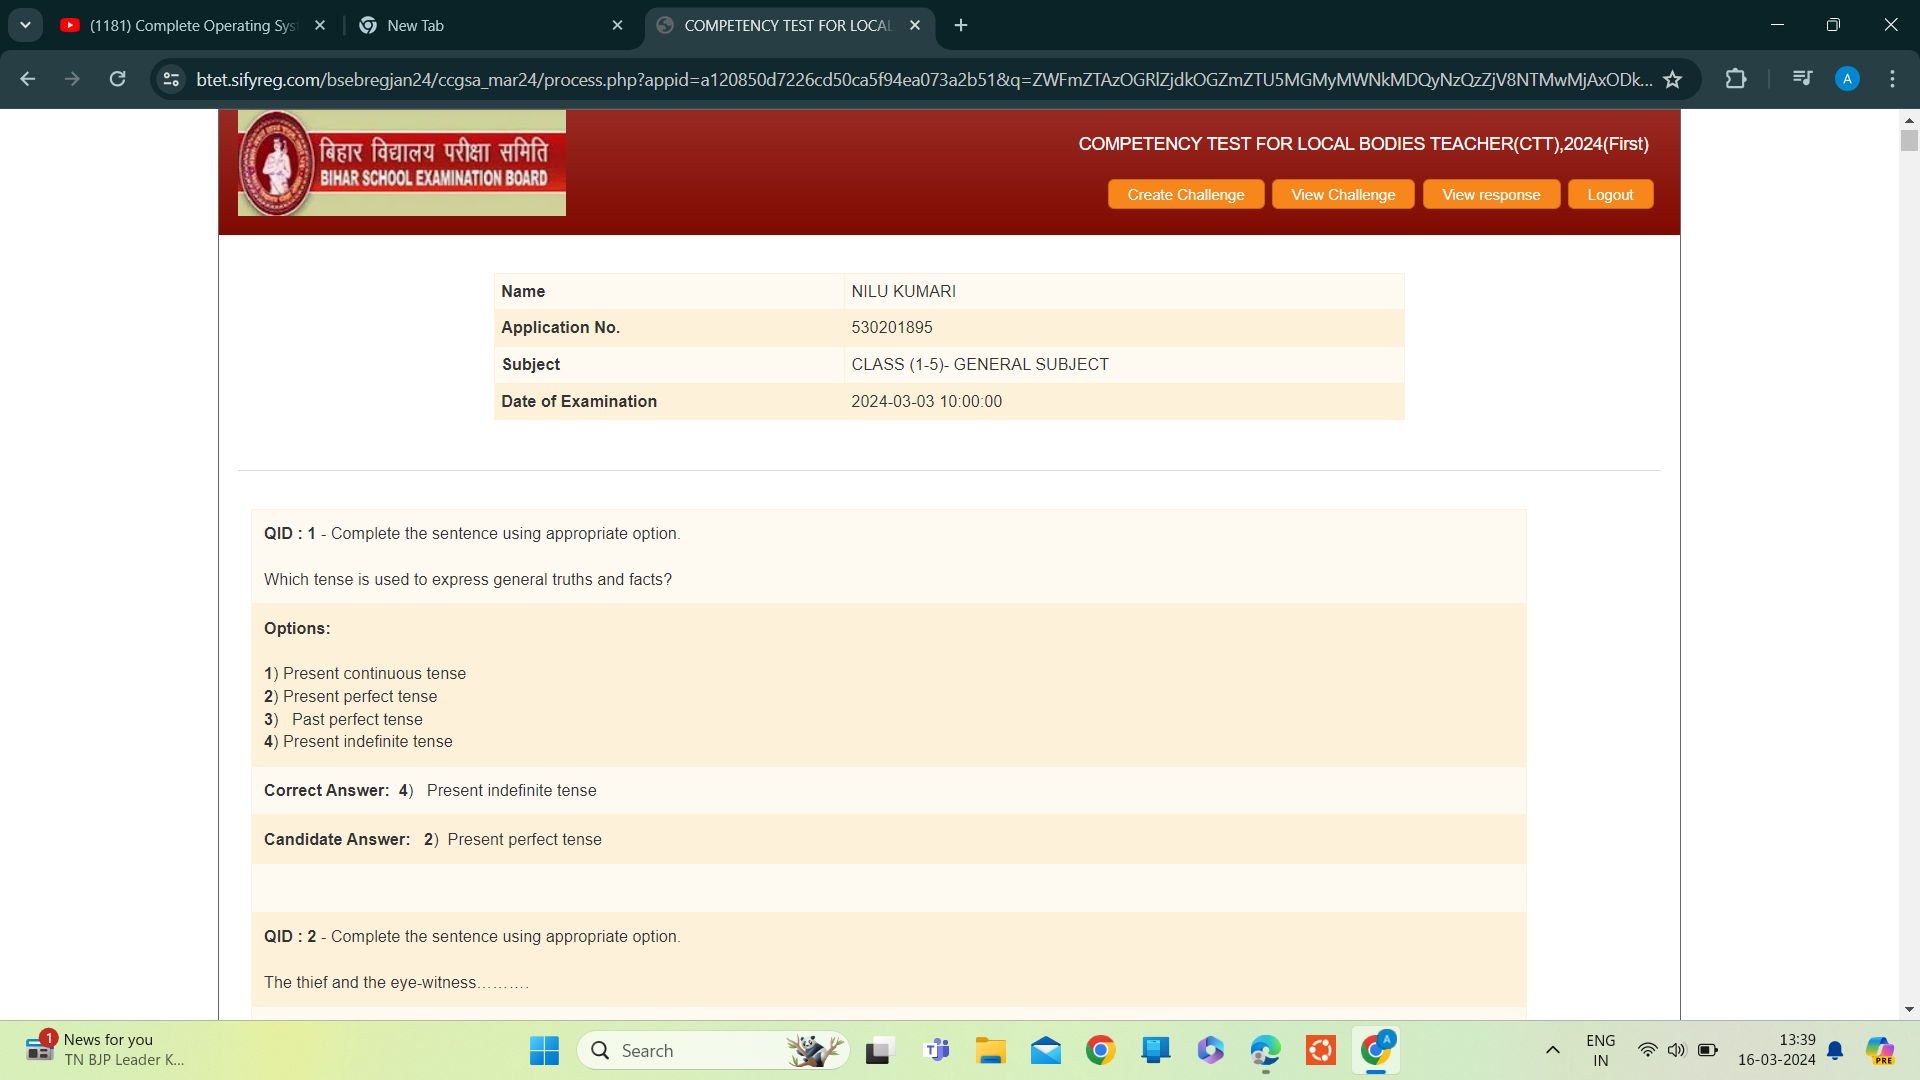 (1181) Complete Operating Sys
New Tab
COMPETENCY TEST FOR LOCAL
btet.sifyreg.com/bsebregjan24/ccgsa_mar24/process.php?appid=a120850d7226cd50ca5f94ea073a2b51&q=ZWFmZTAzOGRlZjdkOGZmZTU5MGMyMWNkMDQyNzQzZjV8NTMwMjAxODk...
A
बिहार विद्यालय परीक्षा समिति
BIHAR SCHOOL EXAMINATION BOARD
COMPETENCY TEST FOR LOCAL BODIES TEACHER(CTT),2024(First)
Create Challenge View Challenge View response Logout
Name NILU KUMARI
Application No. 530201895
Subject CLASS (1-5)- GENERAL SUBJECT
Date of Examination 2024-03-03 10:00:00
QID : 1 - Complete the sentence using appropriate option.
Which tense is used to express general truths and facts?
Options:
1) Present continuous tense
2) Present perfect tense
3) Past perfect tense
4) Present indefinite tense
Correct Answer: 4) Present indefinite tense
Candidate Answer: 2) Present perfect tense
QID : 2 - Complete the sentence using appropriate option.
The thief and the eye-witness..........
1
News for you
TN BJP Leader K...
Search
A
ENG
IN
13:39
16-03-2024
PRE